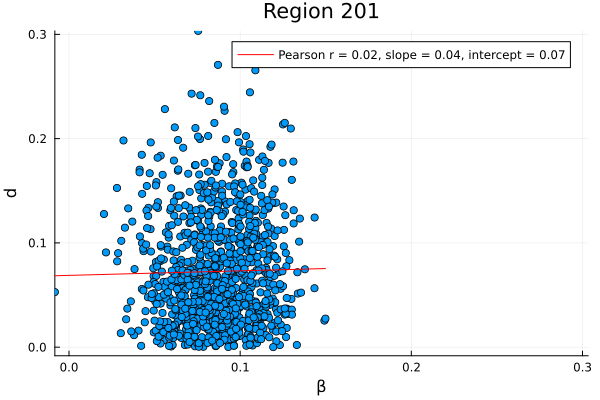 Region 201
Pearson r = 0.02, slope = 0.04, intercept = 0.07
0.3
0.2
d
0.1
0.0
0.0 0.1 0.2 0.3
β